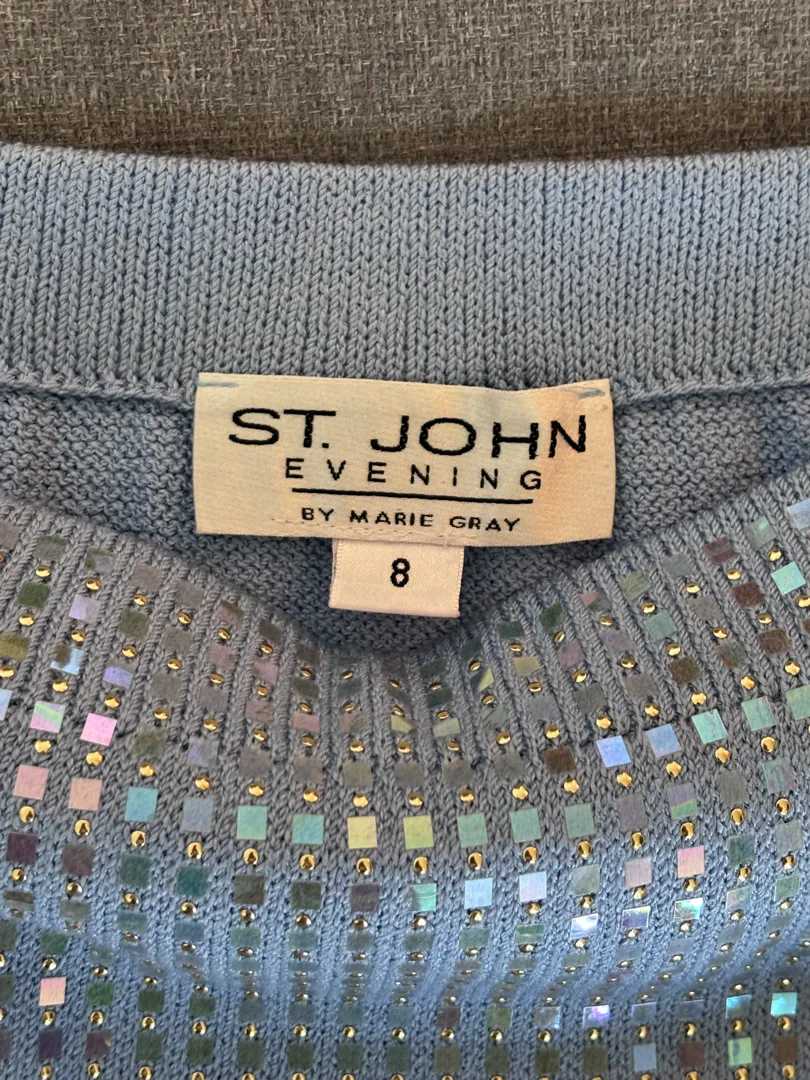 ST. JOHN
EVENING
BY MARIE GRAY
8